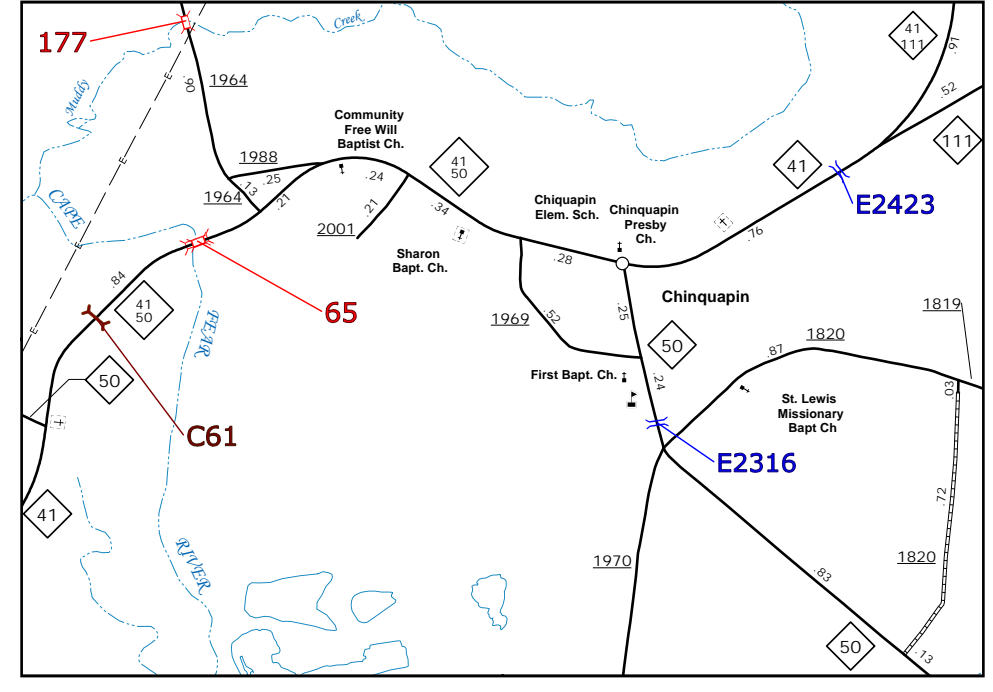 177
Creek
41
111
.91
.52
111
.90
1964
Muddy
E
E
E
Community
Free Will
Baptist Ch.
41
50
41
E2423
1988
.25
.13
1964
.21
.24
.21
2001
.34
CAPE
Chiquapin
Elem. Sch.
Chinquapin
Presby
Ch.
.76
Sharon
Bapt. Ch.
.28
.84
41
50
FEAR
65
1969
.52
.25
Chinquapin
1819
50
1820
.87
50
First Bapt. Ch.
.24
.03
St. Lewis
Missionary
Bapt Ch
C61
E2316
41
.72
RIVER
1970
.83
1820
50
.13